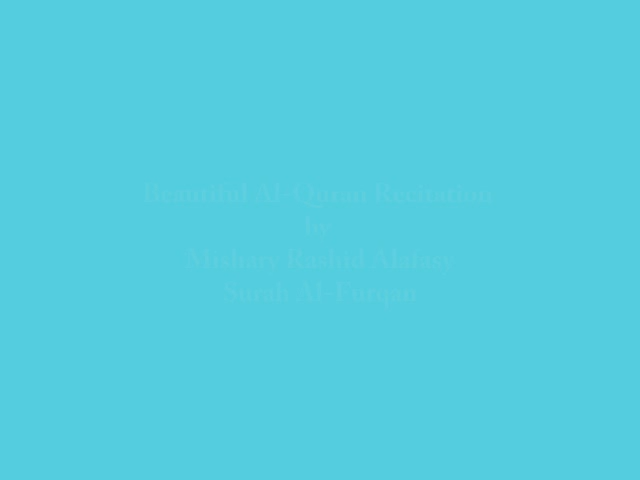 Beautiful Al-Quran Recitation
by
Mishary Rashid Alafasy
Surah Al-Furqan